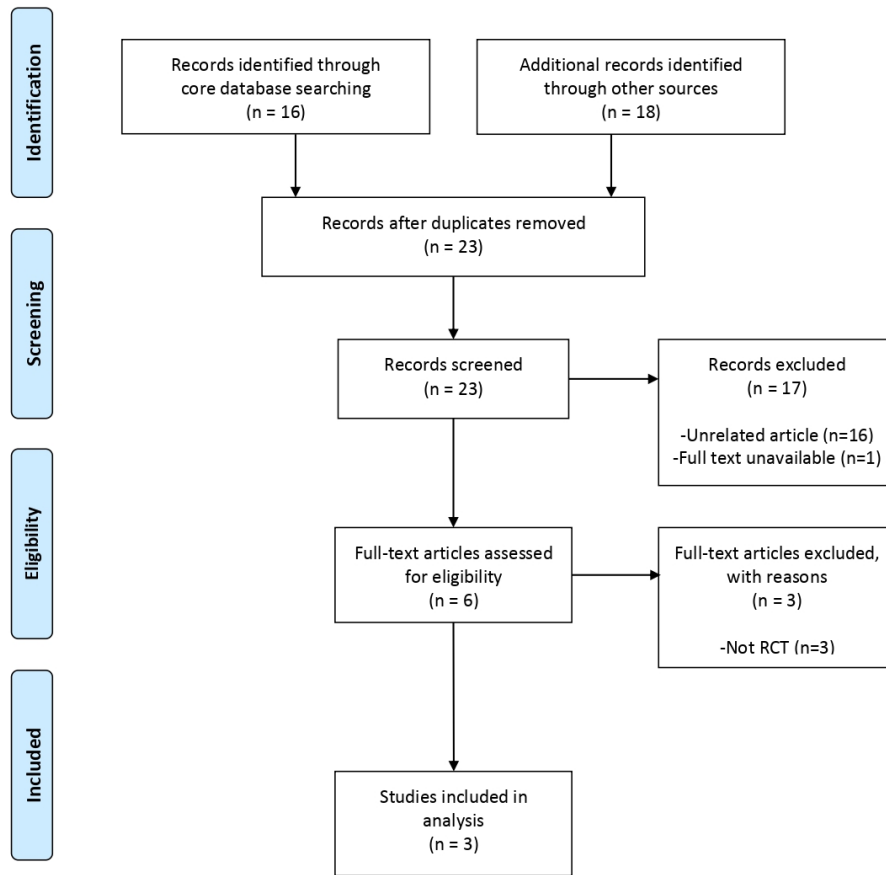 Identification
Records identified through
core database searching
(n = 16)
Additional records identified
through other sources
(n = 18)
Records after duplicates removed
(n = 23)
Screening
Records screened
(n = 23)
Records excluded
(n = 17)
-Unrelated article (n=16)
-Full text unavailable (n=1)
Eligibility
Full-text articles assessed
for eligibility
(n = 6)
Full-text articles excluded,
with reasons
(n = 3)
-Not RCT (n=3)
Included
Studies included in
analysis
(n = 3)